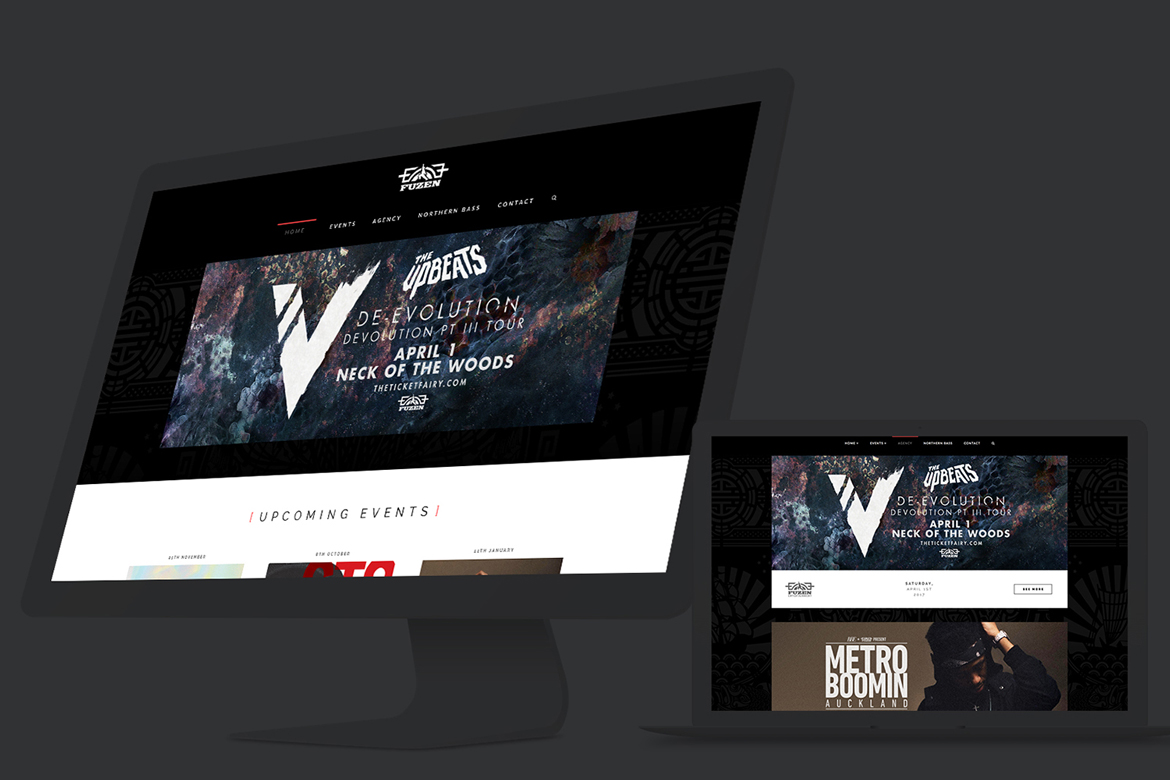 FUZEN
HOME EVENTS AGENCY NORTHERN BASS CONTACT
THE UPBEATS
DE-EVOLUTION
DEVOLUTION PT III TOUR
APRIL 1
NECK OF THE WOODS
THETICKETFAIRY.COM
FUZEN
[UPCOMING EVENTS]
25TH NOVEMBER 8TH OCTOBER 11TH JANUARY
HOME + EVENTS + AGENCY NORTHERN BASS CONTACT
THE UPBEATS
DE-EVOLUTION
DEVOLUTION PT III TOUR
APRIL 1
NECK OF THE WOODS
THETICKETFAIRY.COM
FUZEN
FUZEN
SATURDAY,
APRIL 1ST
2017
SEE MORE
PRESENT
METRO
BOOMIN
AUCKLAND